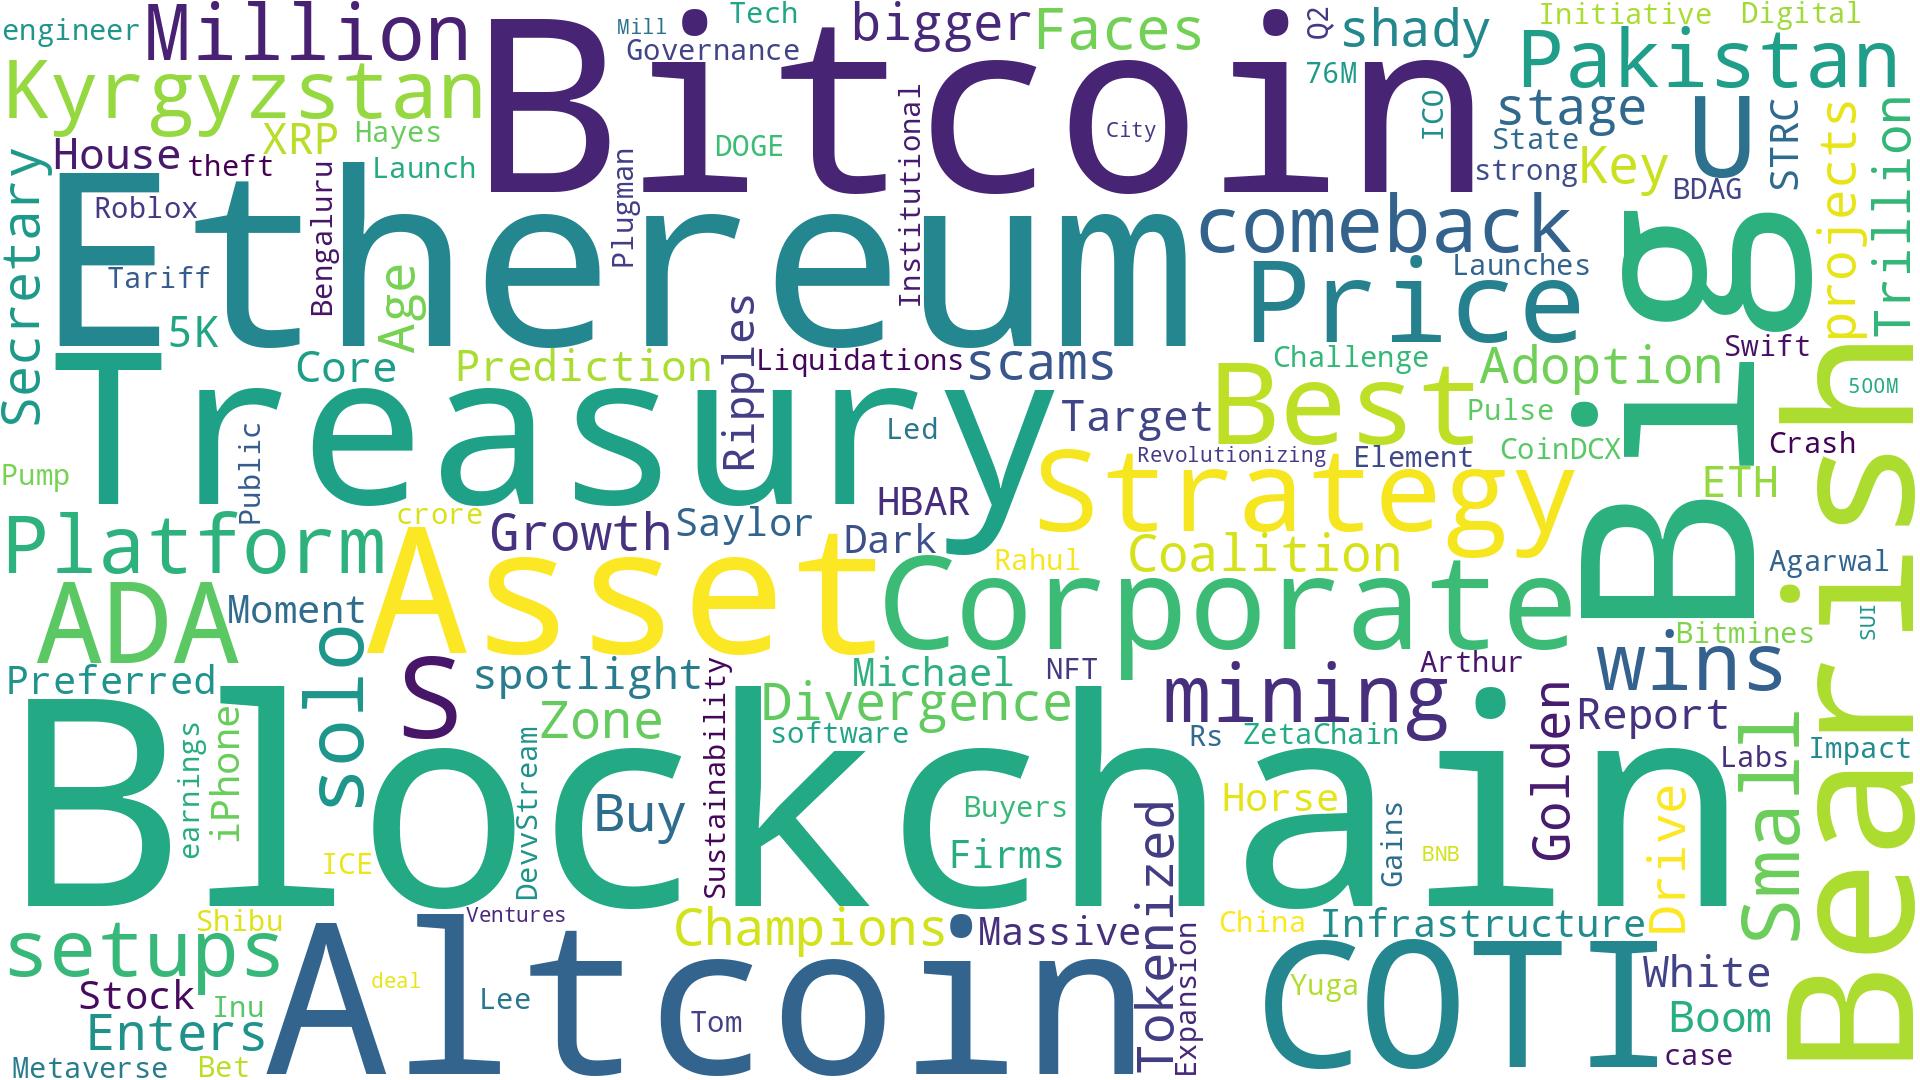 engineer
Million
Bitcoin
Mill
Tech
Governance
bigger
Faces
Q2
shady
Initiative
Digital
Kyrgyzstan
76M
Pakistan
XRP
Hayes
DOGE
City
Institutional
ICO
stage
State
U
STRC
projects
Trillion
House
theft
Launch
strong
Key
BDAG
Secretary
Ethereum
Roblox
Bengaluru
Plugman
comeback
Big
Tariff
Age
Launches
Price
5K
Ripples
Core
Prediction
Liquidations
scams
Challenge
Adoption
Swift
Treasury
Best
500M
Target
Pulse
Led
Public
Revolutionizing
Element
CoinDCX
Crash
Bearish
Pump
Strategy
ETH
HBAR
crore
Growth
Saylor
Dark
Platform
Asset
Rahul
Coalition
Agarwal
Corporate
ADA
Moment
solo
SUI
Bitmines
Preferred
S
spotlight
Michael
NFT
Arthur
wins
mining
Divergence
Sustainability
Zone
Report
Golden
Small
Blockchain
earnings
iPhone
DevvStream
software
Rs
ZetaChain
Labs
Impact
Buy
Buyers
Horse
Tokenized
Gains
Drive
ICE
Firms
BNB
Shibu
Ventures
Champions
Massive
China
Infrastructure
setups
Altcoin
Expansion
COTI
White
deal
Stock
Inu
Lee
Tom
Yuga
Boom
Enters
case
Metaverse
Bet